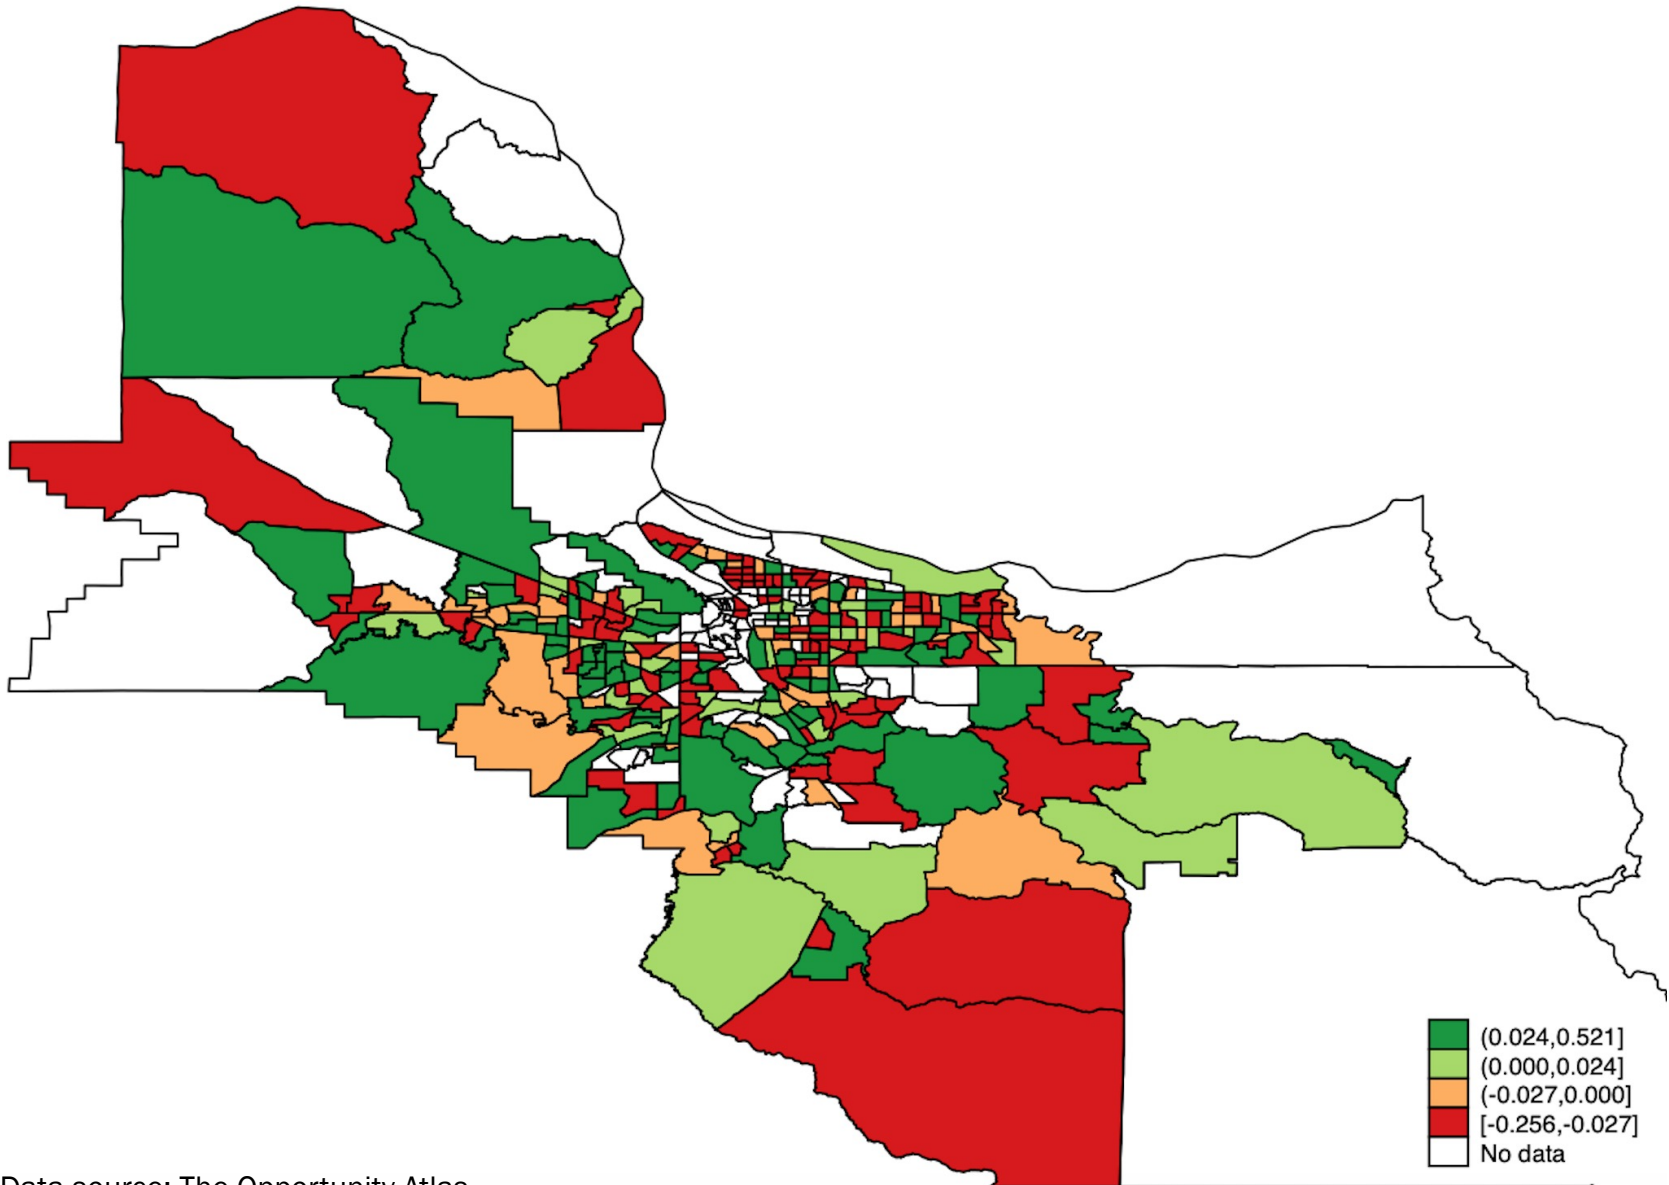 (0.024,0.521]
(0.000,0.024]
(-0.027,0.000]
[-0.256,-0.027]
No data
Data source: The Opportunity Atlas